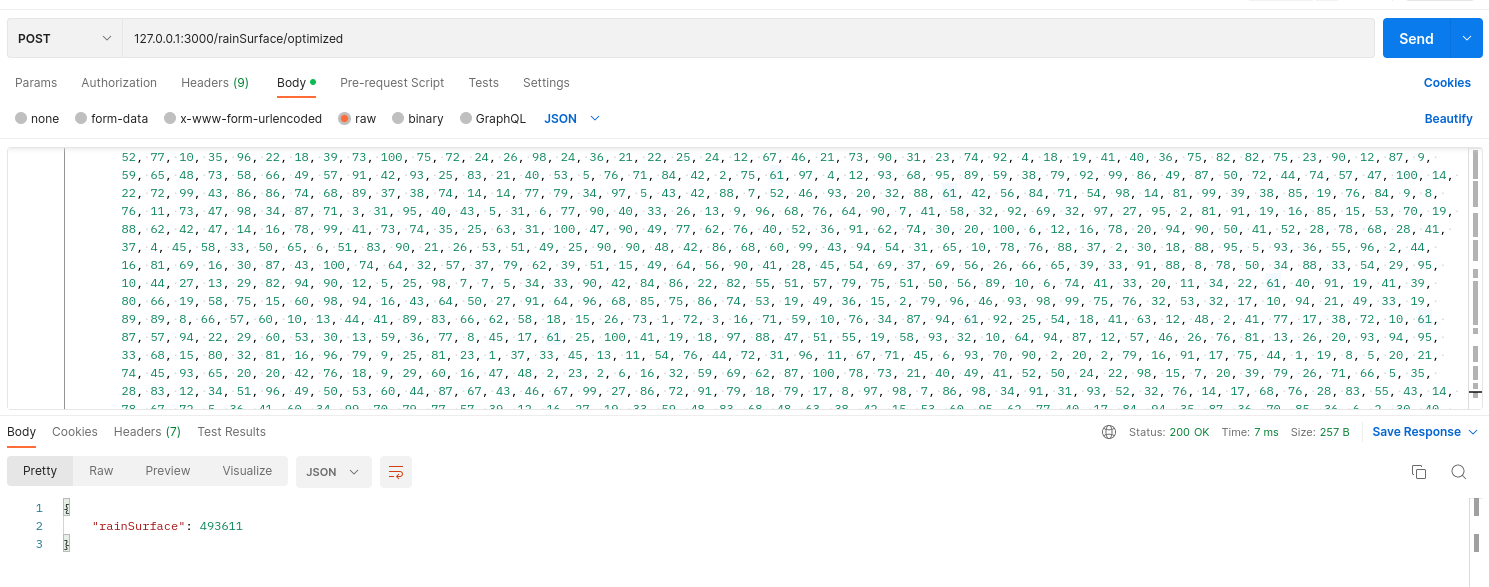 POST 127.0.0.1:3000/rainSurface/optimized Send
Params Authorization Headers (9) Body Pre-request Script Tests Settings Cookies
none form-data x-www-form-urlencoded raw binary GraphQL JSON Beautify
52, 77, 10, 35, 96, 22, 18, 39, 73, 100, 75, 72, 24, 26, 98, 24, 36, 21, 22, 25, 24, 12, 67, 46, 21, 73, 90, 31, 23, 74, 92, 4, 18, 19, 41, 40, 36, 75, 82, 82, 75, 23, 90, 12, 87, 9,
59, 65, 48, 73, 58, 66, 49, 57, 91, 42, 93, 25, 83, 21, 40, 53, 5, 76, 71, 84, 42, 2, 75, 61, 97, 4, 12, 93, 68, 95, 89, 59, 38, 79, 92, 99, 86, 49, 87, 50, 72, 44, 74, 57, 47, 100, 14,
22, 72, 99, 43, 86, 86, 74, 68, 89, 37, 38, 74, 14, 14, 77, 79, 34, 97, 5, 43, 42, 88, 7, 52, 46, 93, 20, 32, 88, 61, 42, 56, 84, 71, 54, 98, 14, 81, 99, 39, 38, 85, 19, 76, 84, 9, 8,
76, 11, 73, 47, 98, 34, 87, 71, 3, 31, 95, 40, 43, 5, 31, 6, 77, 90, 40, 33, 26, 13, 9, 96, 68, 76, 64, 90, 7, 41, 58, 32, 92, 69, 32, 97, 27, 95, 2, 81, 91, 19, 16, 85, 15, 53, 70, 19,
88, 62, 42, 47, 14, 16, 78, 99, 41, 73, 74, 35, 25, 63, 31, 100, 47, 90, 49, 77, 62, 76, 40, 52, 36, 91, 62, 74, 30, 20, 100, 6, 12, 16, 78, 20, 94, 90, 50, 41, 52, 28, 78, 68, 28, 41,
37, 4, 45, 58, 33, 50, 65, 6, 51, 83, 90, 21, 26, 53, 51, 49, 25, 90, 90, 48, 42, 86, 68, 60, 99, 43, 94, 54, 31, 65, 10, 78, 76, 88, 37, 2, 30, 18, 88, 95, 5, 93, 36, 55, 96, 2, 44,
16, 81, 69, 16, 30, 87, 43, 100, 74, 64, 32, 57, 37, 79, 62, 39, 51, 15, 49, 64, 56, 90, 41, 28, 45, 54, 69, 37, 69, 56, 26, 66, 65, 39, 33, 91, 88, 8, 78, 50, 34, 88, 33, 54, 29, 95,
10, 44, 27, 13, 29, 82, 94, 90, 12, 5, 25, 98, 7, 7, 5, 34, 33, 90, 42, 84, 86, 22, 82, 55, 51, 57, 79, 75, 51, 50, 56, 89, 10, 6, 74, 41, 33, 20, 11, 34, 22, 61, 40, 91, 19, 41, 39,
80, 66, 19, 58, 75, 15, 60, 98, 94, 16, 43, 64, 50, 27, 91, 64, 96, 68, 85, 75, 86, 74, 53, 19, 49, 36, 15, 2, 79, 96, 46, 93, 98, 99, 75, 76, 32, 53, 32, 17, 10, 94, 21, 49, 33, 19,
89, 89, 8, 66, 57, 60, 10, 13, 44, 41, 89, 83, 66, 62, 58, 18, 15, 26, 73, 1, 72, 3, 16, 71, 59, 10, 76, 34, 87, 94, 61, 92, 25, 54, 18, 41, 63, 12, 48, 2, 41, 77, 17, 38, 72, 10, 61,
87, 57, 94, 22, 29, 60, 53, 30, 13, 59, 36, 77, 8, 45, 17, 61, 25, 100, 41, 19, 18, 97, 88, 47, 51, 55, 19, 58, 93, 32, 10, 64, 94, 87, 12, 57, 46, 26, 76, 81, 13, 26, 20, 93, 94, 95,
33, 68, 15, 80, 32, 81, 16, 96, 79, 9, 25, 81, 23, 1, 37, 33, 45, 13, 11, 54, 76, 44, 72, 31, 96, 11, 67, 71, 45, 6, 93, 70, 90, 2, 20, 2, 79, 16, 91, 17, 75, 44, 1, 19, 8, 5, 20, 21,
74, 45, 93, 65, 20, 20, 42, 76, 18, 9, 29, 60, 16, 47, 48, 2, 23, 2, 6, 16, 32, 59, 69, 62, 87, 100, 78, 73, 21, 40, 49, 41, 52, 50, 24, 22, 98, 15, 7, 20, 39, 79, 26, 71, 66, 5, 35,
28, 83, 12, 34, 51, 96, 49, 50, 53, 60, 44, 87, 67, 43, 46, 67, 99, 27, 86, 72, 91, 79, 18, 79, 17, 8, 97, 98, 7, 86, 98, 34, 91, 31, 93, 52, 32, 76, 14, 17, 68, 76, 28, 83, 55, 43, 14,
Body Cookies Headers (7) Test Results Status: 200 OK Time: 7 ms Size: 257 B Save Response
Pretty Raw Preview Visualize JSON
1 {
2 "rainSurface": 493611
3 }